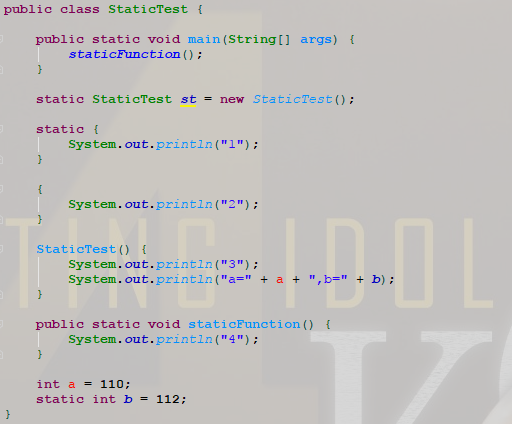 public class StaticTest {
public static void main(String[] args) {
staticFunction();
}
static StaticTest st = new StaticTest();
static {
System.out.println("1");
}
{
System.out.println("2");
}
StaticTest() {
System.out.println("3");
System.out.println("a=" + a + ",b=" + b);
}
public static void staticFunction() {
System.out.println("4");
}
int a = 110;
static int b = 112;
}
TING IDOL
K